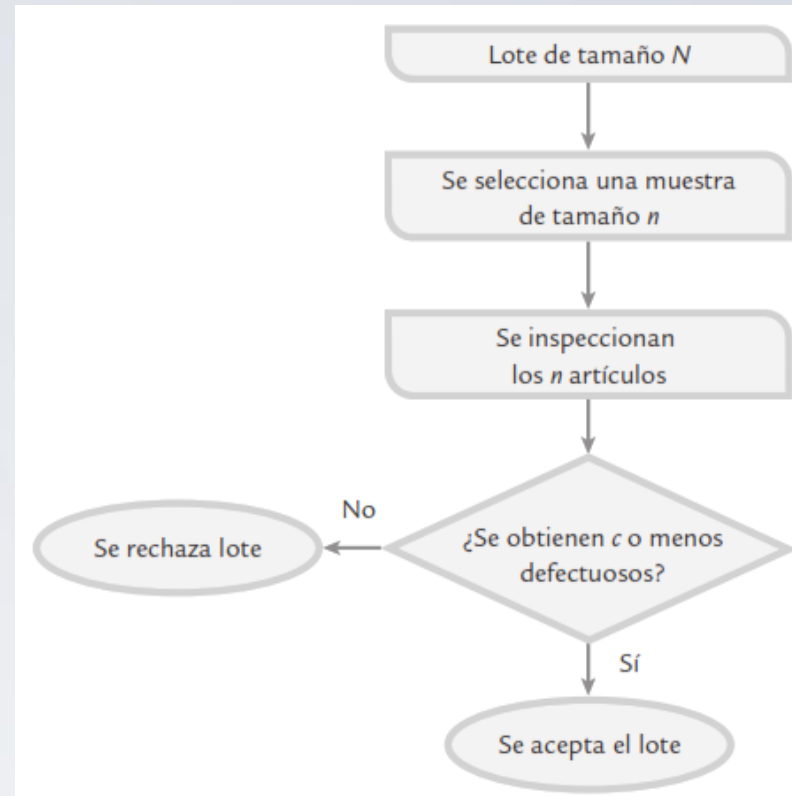 Lote de tamaño N
Se selecciona una muestra
de tamaño n
Se inspeccionan
los n artículos
No
Se rechaza lote
¿Se obtienen c o menos
defectuosos?
Sí
Se acepta el lote